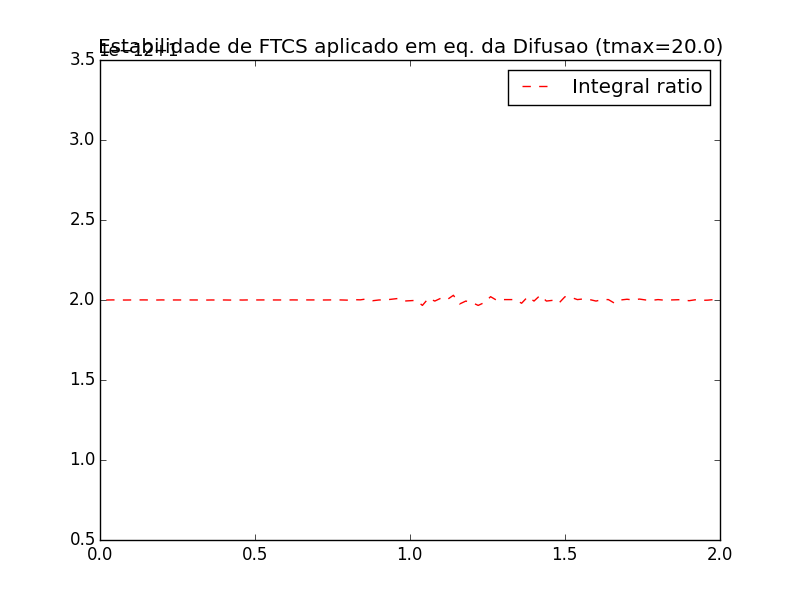 Estabilidade de FTCS aplicado em eq. da Difusao (tmax=20.0)
1e−12+1
Integral ratio
3.5
3.0
2.5
2.0
1.5
1.0
0.5
0.0 0.5 1.0 1.5 2.0